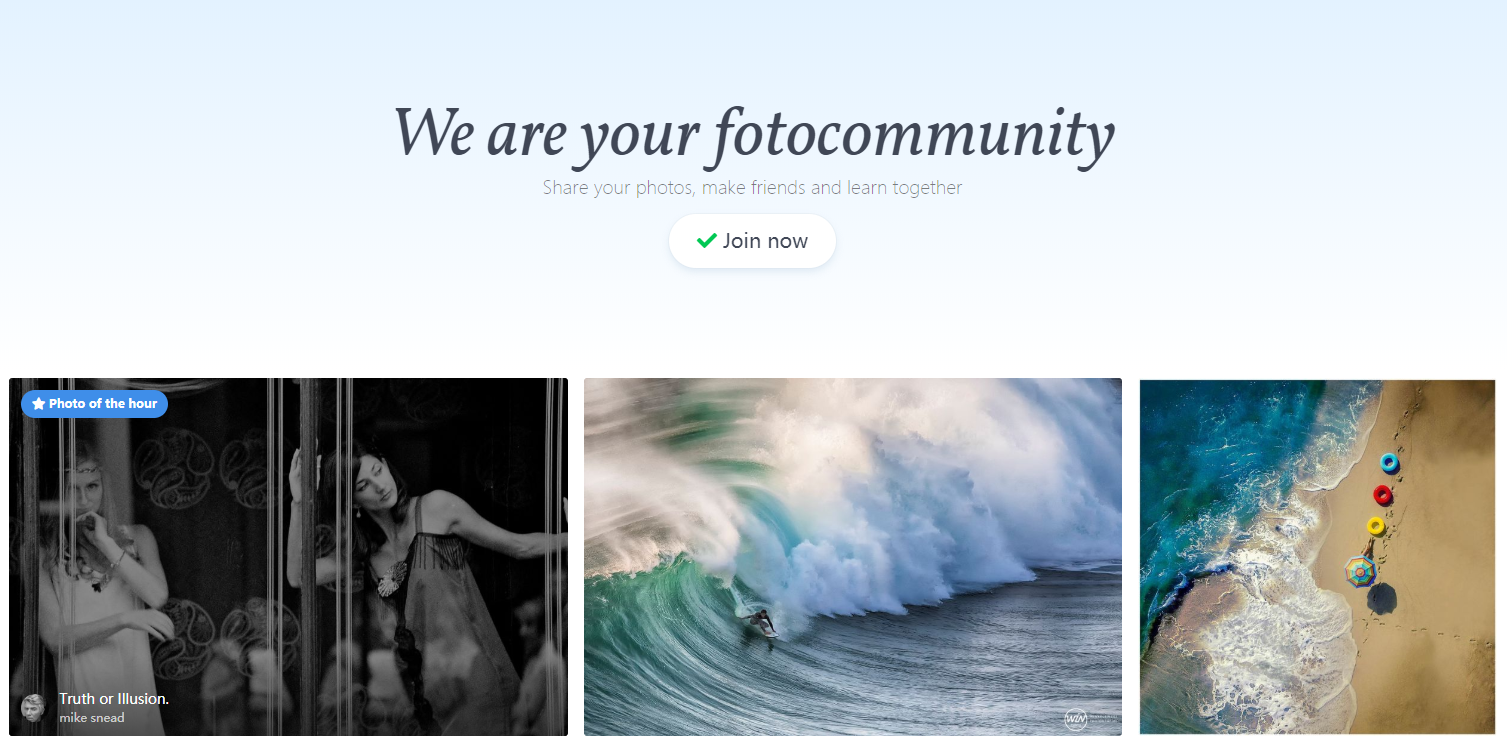 We are your fotocommunity
Share your photos, make friends and learn together
Join now
Photo of the hour
Truth or Illusion.
mike snead
WZN